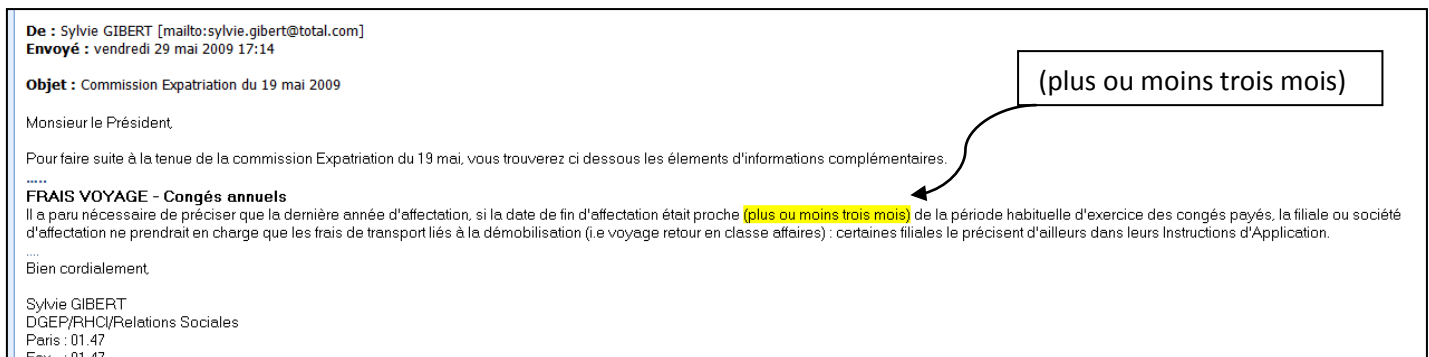 De : Sylvie GIBERT [mailto:sylvie.gibert@total.com]
Envoyé : vendredi 29 mai 2009 17:14
(plus ou moins trois mois)
Objet : Commission Expatriation du 19 mai 2009
Monsieur le Président,
Pour faire suite à la tenue de la commission Expatriation du 19 mai, vous trouverez ci dessous les élements d'informations complémentaires.
.....
FRAIS VOYAGE - Congés annuels
Il a paru nécessaire de préciser que la dernière année d'affectation, si la date de fin d'affectation était proche (plus ou moins trois mois) de la période habituelle d'exercice des congés payés, la filiale ou société
d'affectation ne prendrait en charge que les frais de transport liés à la démobilisation (i.e voyage retour en classe affaires) : certaines filiales le précisent d'ailleurs dans leurs Instructions d'Application.
....
Bien cordialement,
Sylvie GIBERT
DGEP/RHCI/Relations Sociales
Paris : 01.47
Fax : 01.47